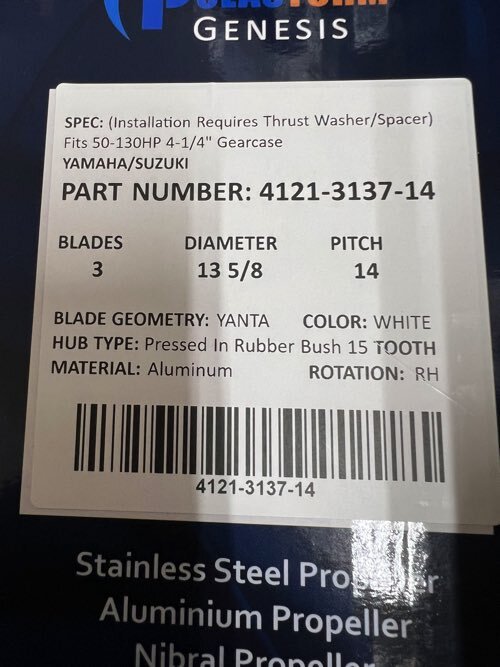 GENESIS
SPEC: (Installation Requires Thrust Washer/Spacer)
Fits 50-130HP 4-1/4" Gearcase
YAMAHA/SUZUKI
PART NUMBER: 4121-3137-14
BLADES DIAMETER PITCH
3 13 5/8 14
BLADE GEOMETRY: YANTA COLOR: WHITE
HUB TYPE: Pressed In Rubber Bush 15 TOOTH
MATERIAL: Aluminum ROTATION: RH
4121-3137-14
Stainless Steel Propeller
Aluminium Propeller
Nibral Propeller